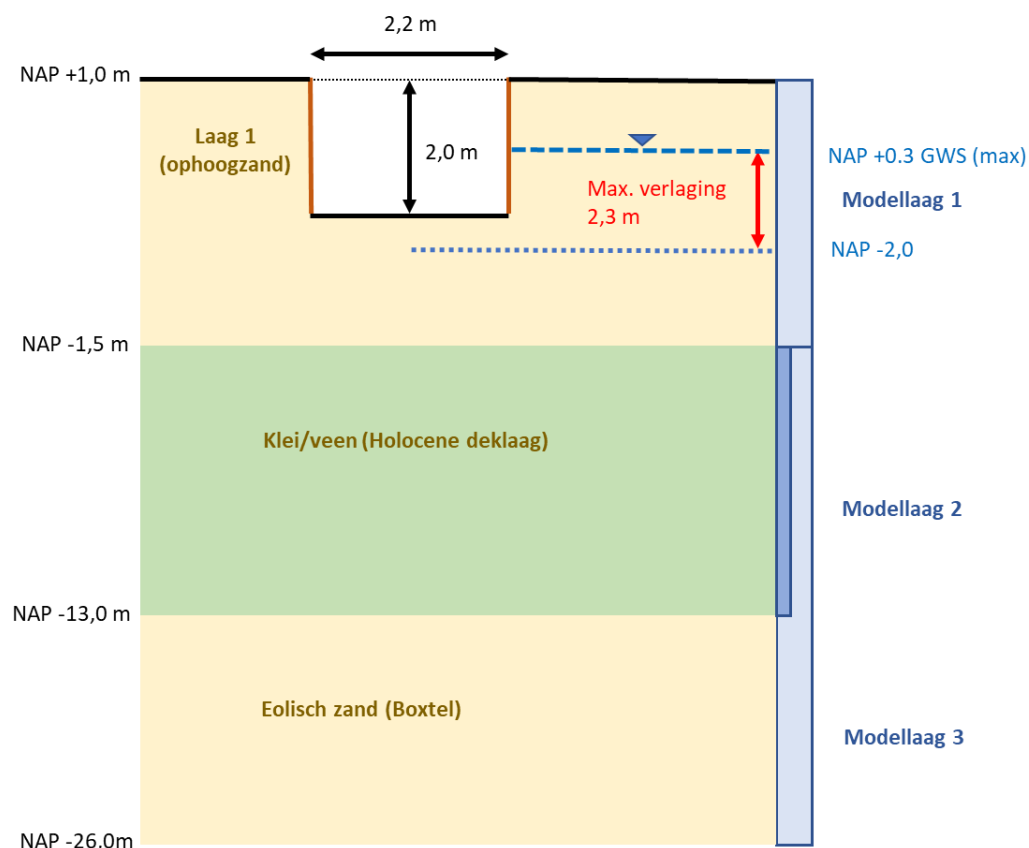 2,2 m
NAP +1,0 m
Laag 1
(ophoogzand)
2,0 m
NAP +0.3 GWS (max)
Max. verlaging
2,3 m
Modellaag 1
NAP -2,0
NAP -1,5 m
Klei/veen (Holocene deklaag)
Modellaag 2
NAP -13,0 m
Eolisch zand (Boxtel)
Modellaag 3
NAP -26,0m